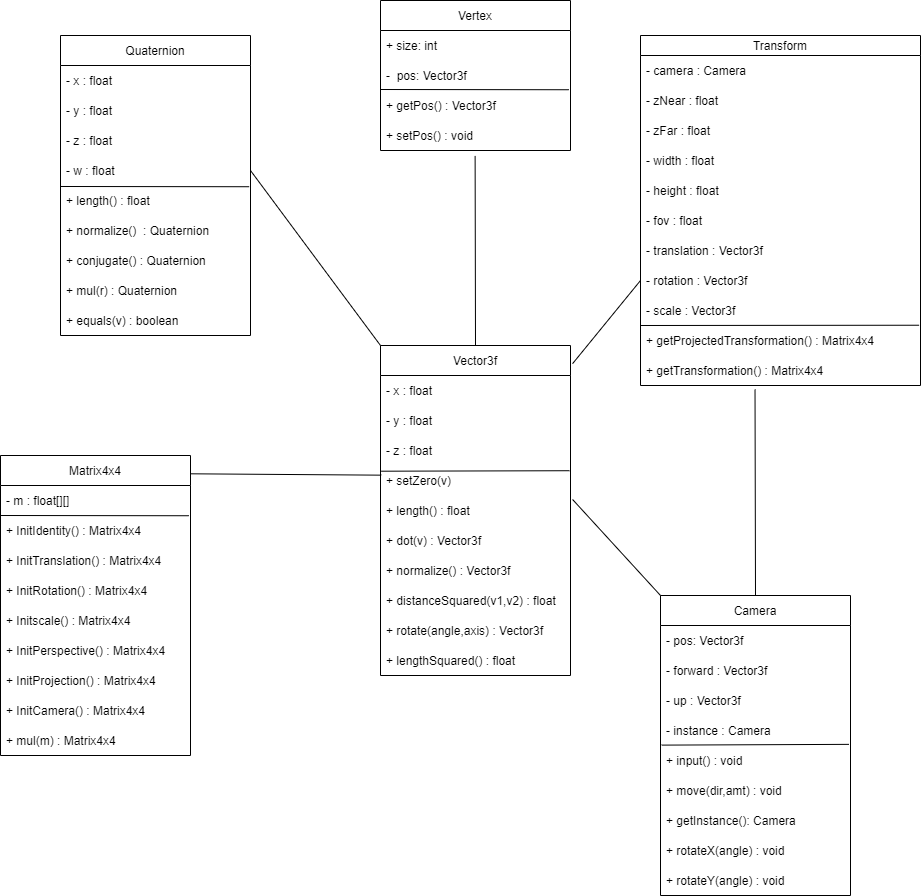 Vertex
+ size: int
- pos: Vector3f
+ getPos() : Vector3f
+ setPos() : void
Quaternion
- x : float
- y : float
- z : float
- w : float
+ length() : float
+ normalize() : Quaternion
+ conjugate() : Quaternion
+ mul(r) : Quaternion
+ equals(v) : boolean
Transform
- camera : Camera
- zNear : float
- zFar : float
- width : float
- height : float
- fov : float
- translation : Vector3f
- rotation : Vector3f
- scale : Vector3f
+ getProjectedTransformation() : Matrix4x4
+ getTransformation() : Matrix4x4
Vector3f
- x : float
- y : float
- z : float
+ setZero(v)
+ length() : float
+ dot(v) : Vector3f
+ normalize() : Vector3f
+ distanceSquared(v1,v2) : float
+ rotate(angle,axis) : Vector3f
+ lengthSquared() : float
Matrix4x4
- m : float[][]
+ InitIdentity() : Matrix4x4
+ InitTranslation() : Matrix4x4
+ InitRotation() : Matrix4x4
+ Initscale() : Matrix4x4
+ InitPerspective() : Matrix4x4
+ InitProjection() : Matrix4x4
+ InitCamera() : Matrix4x4
+ mul(m) : Matrix4x4
Camera
- pos: Vector3f
- forward : Vector3f
- up : Vector3f
- instance : Camera
+ input() : void
+ move(dir,amt) : void
+ getInstance(): Camera
+ rotateX(angle) : void
+ rotateY(angle) : void